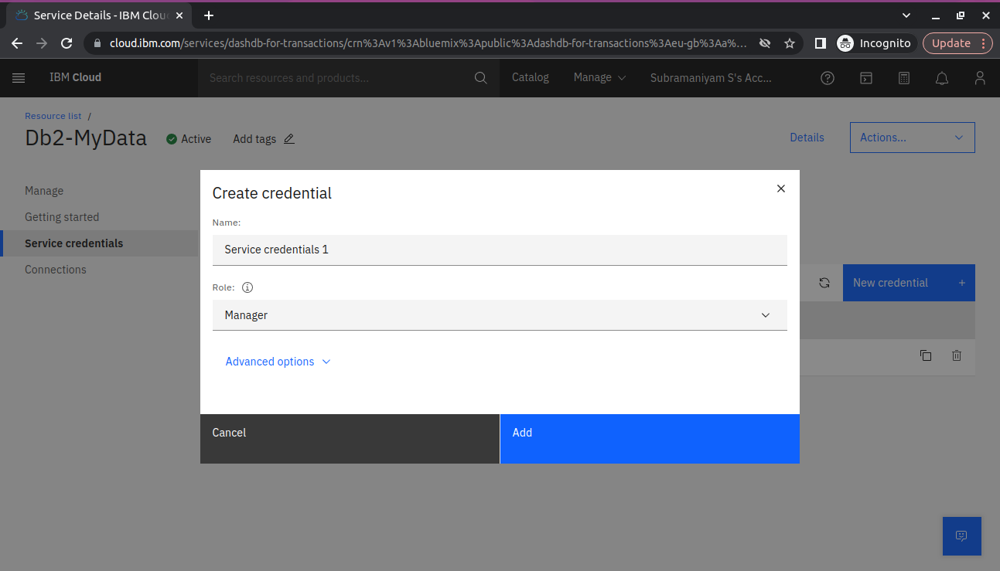 Service Details - IBM Clou
cloud.ibm.com/services/dashdb-for-transactions/crn%3Av1%3Abluemix%3Apublic%3Adashdb-for-transactions%3Aeu-gb%3Aa%...
Incognito
Update
IBM Cloud
Search resources and products...
Catalog
Manage
Subramaniyam S's Acc...
Resource list /
Db2-MyData
Active
Add tags
Details
Actions...
Manage
Getting started
Service credentials
Connections
Create credential
Name:
Service credentials 1
Role:
Manager
Advanced options
Cancel
Add
New credential +